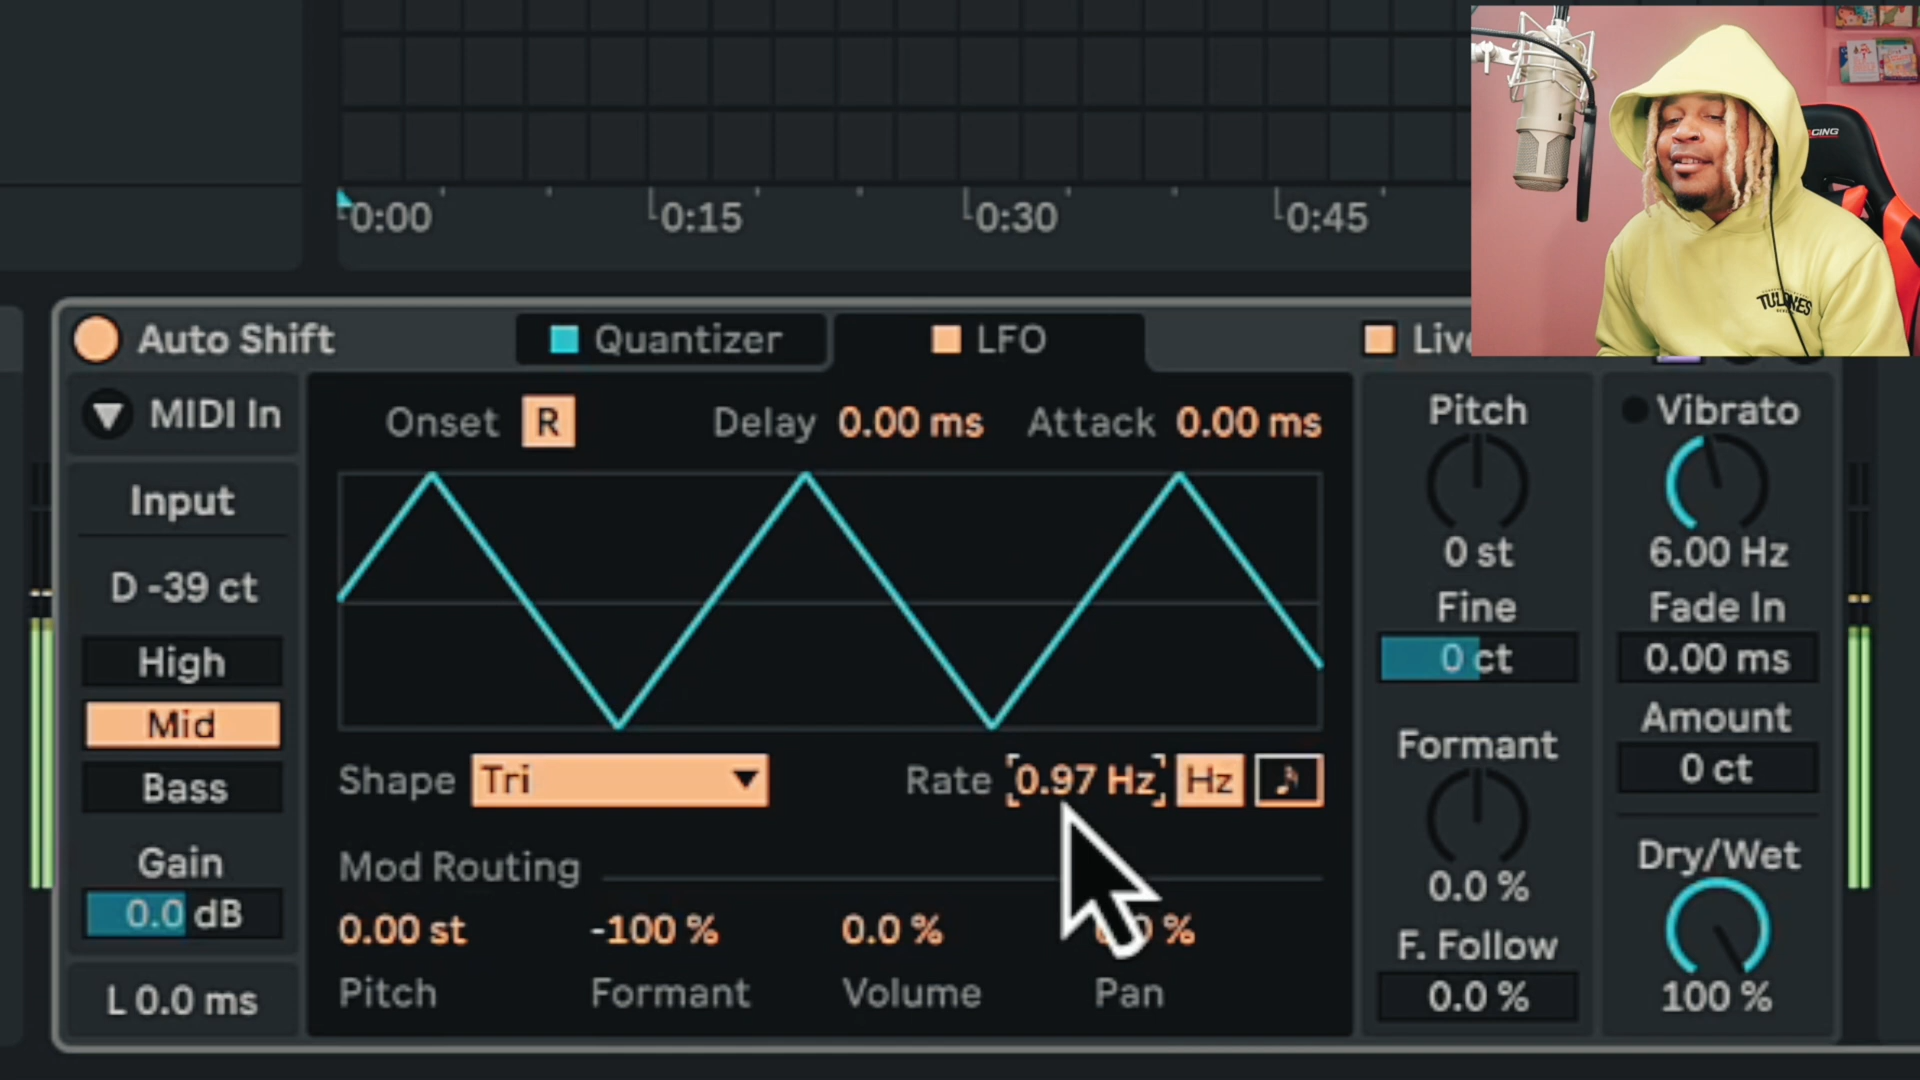 0:00 0:15 0:30 0:45
CING
TULONES
Auto Shift Quantizer LFO Live
MIDI In
Onset R Delay 0.00 ms Attack 0.00 ms
Pitch
Vibrato
Input
0 st
6.00 Hz
D -39 ct
Fine
Fade In
High
0 ct
0.00 ms
Mid
Amount
Bass
Shape Tri Rate 0.97 Hz Hz
Formant
0 ct
Gain
Mod Routing
Dry/Wet
0.0 dB
0.00 st -100 % 0.0 % %
0.0 %
F. Follow
L 0.0 ms
Pitch Formant Volume Pan
0.0 %
100 %